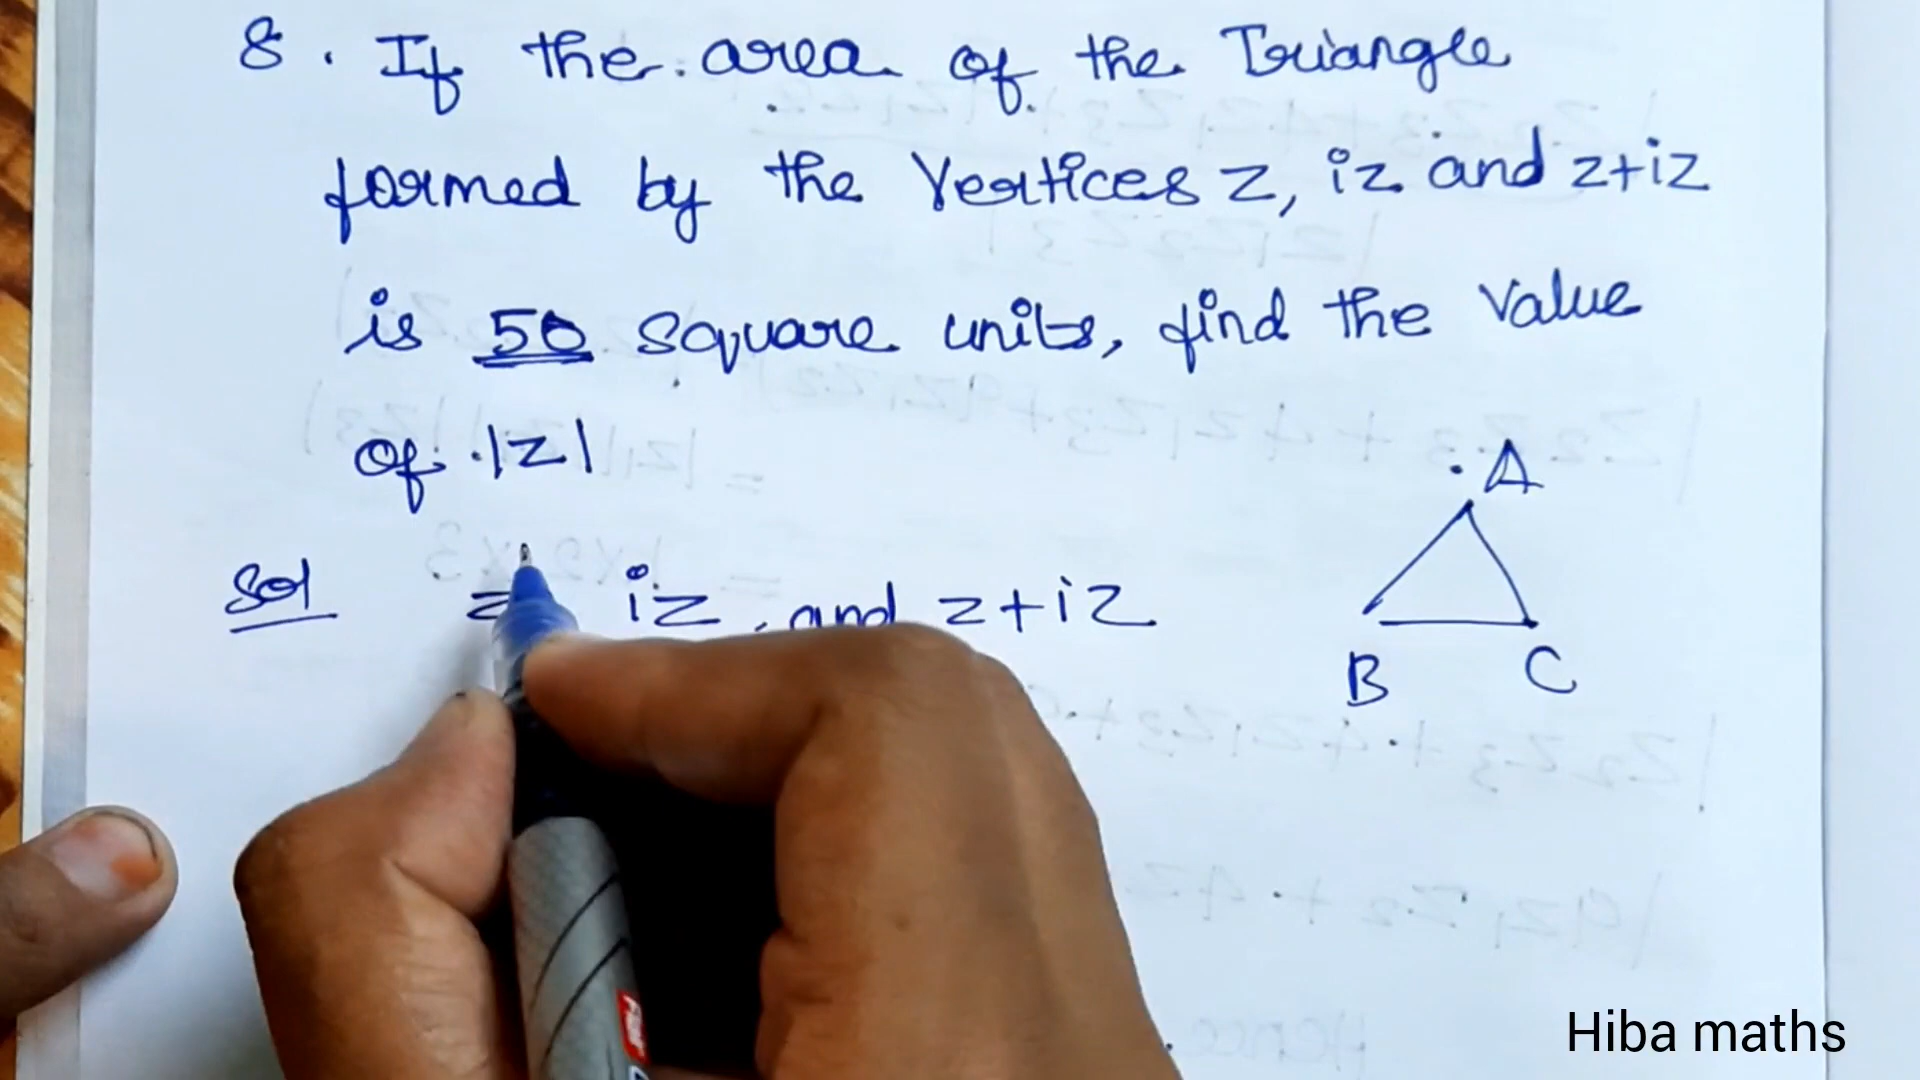 8. If the area of the Triangle
formed by the Vertices z, iz and z+iz
is 50 square units, find the value
of |z|
A
Sol z iz, and z+iz
B C
Hiba maths